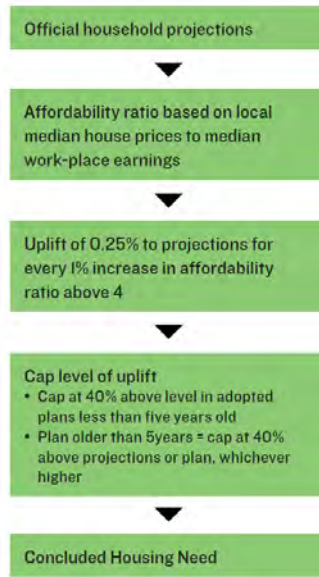 Official household projections
Affordability ratio based on local
median house prices to median
work-place earnings
Uplift of 0.25% to projections for
every 1% increase in affordability
ratio above 4
Cap level of uplift
• Cap at 40% above level in adopted
plans less than five years old
• Plan older than 5years = cap at 40%
above projections or plan, whichever
higher
Concluded Housing Need